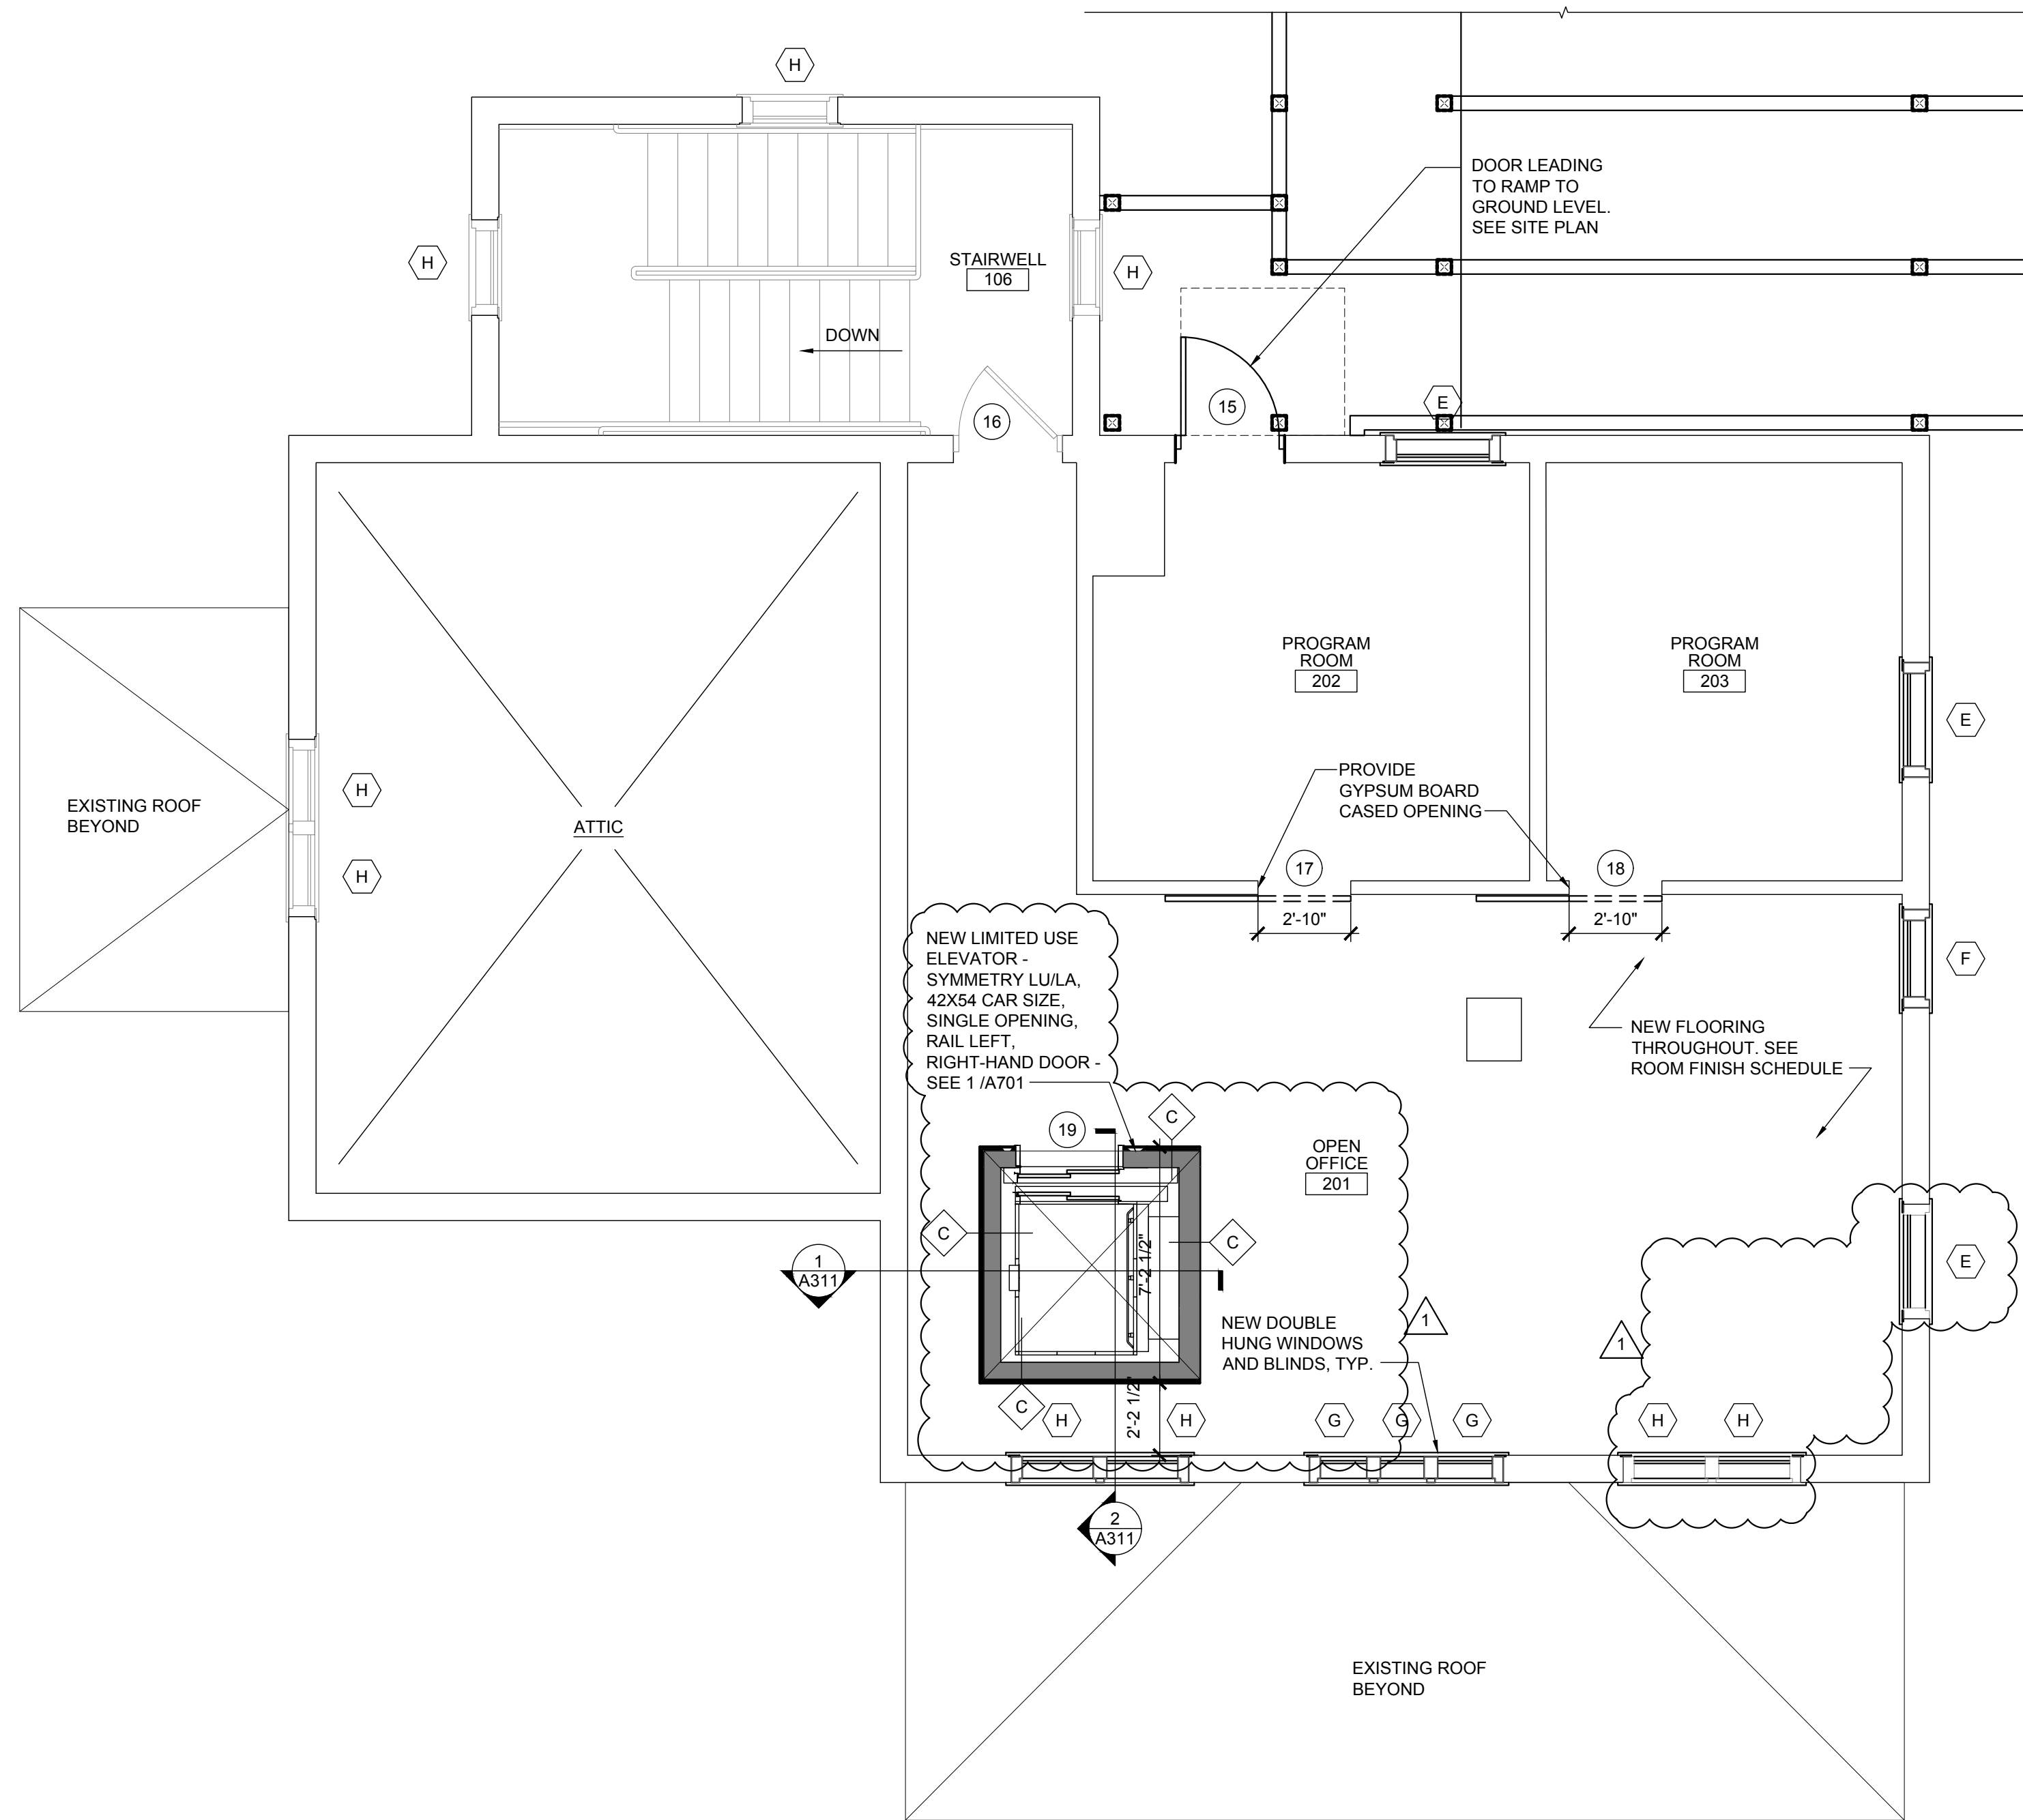 H
DOOR LEADING
TO RAMP TO
GROUND LEVEL.
SEE SITE PLAN
H
STAIRWELL
106
H
DOWN
16
15
E
PROGRAM
ROOM
202
PROGRAM
ROOM
203
E
EXISTING ROOF
BEYOND
H
H
ATTIC
PROVIDE
GYPSUM BOARD
CASED OPENING
17
18
2'-10"
2'-10"
NEW LIMITED USE
ELEVATOR -
SYMMETRY LU/LA,
42X54 CAR SIZE,
SINGLE OPENING,
RAIL LEFT,
RIGHT-HAND DOOR -
SEE 1 /A701
F
NEW FLOORING
THROUGHOUT. SEE
ROOM FINISH SCHEDULE
19
C
OPEN
OFFICE
201
C
C
7'-2 1/2"
1
A311
E
NEW DOUBLE
HUNG WINDOWS
AND BLINDS, TYP.
1
1
C
2'-2 1/2"
H
H
G
G
G
H
H
2
A311
EXISTING ROOF
BEYOND